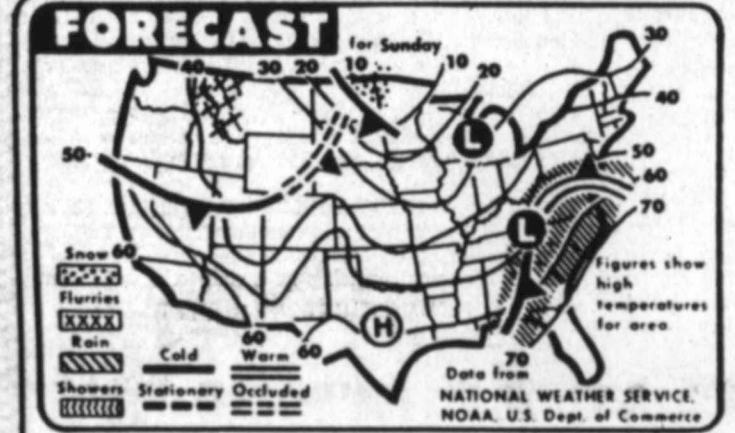 FORECAST
for Sunday
40 30 20 10 10 20 30
40
50
50
60
70
L
L
H
60
60 60
70
Snow
Flurries
Rain
Showers
Cold Warm
Stationary Occluded
Figures show
high
temperatures
for area.
Data from
NATIONAL WEATHER SERVICE,
NOAA, U.S. Dept. of Commerce